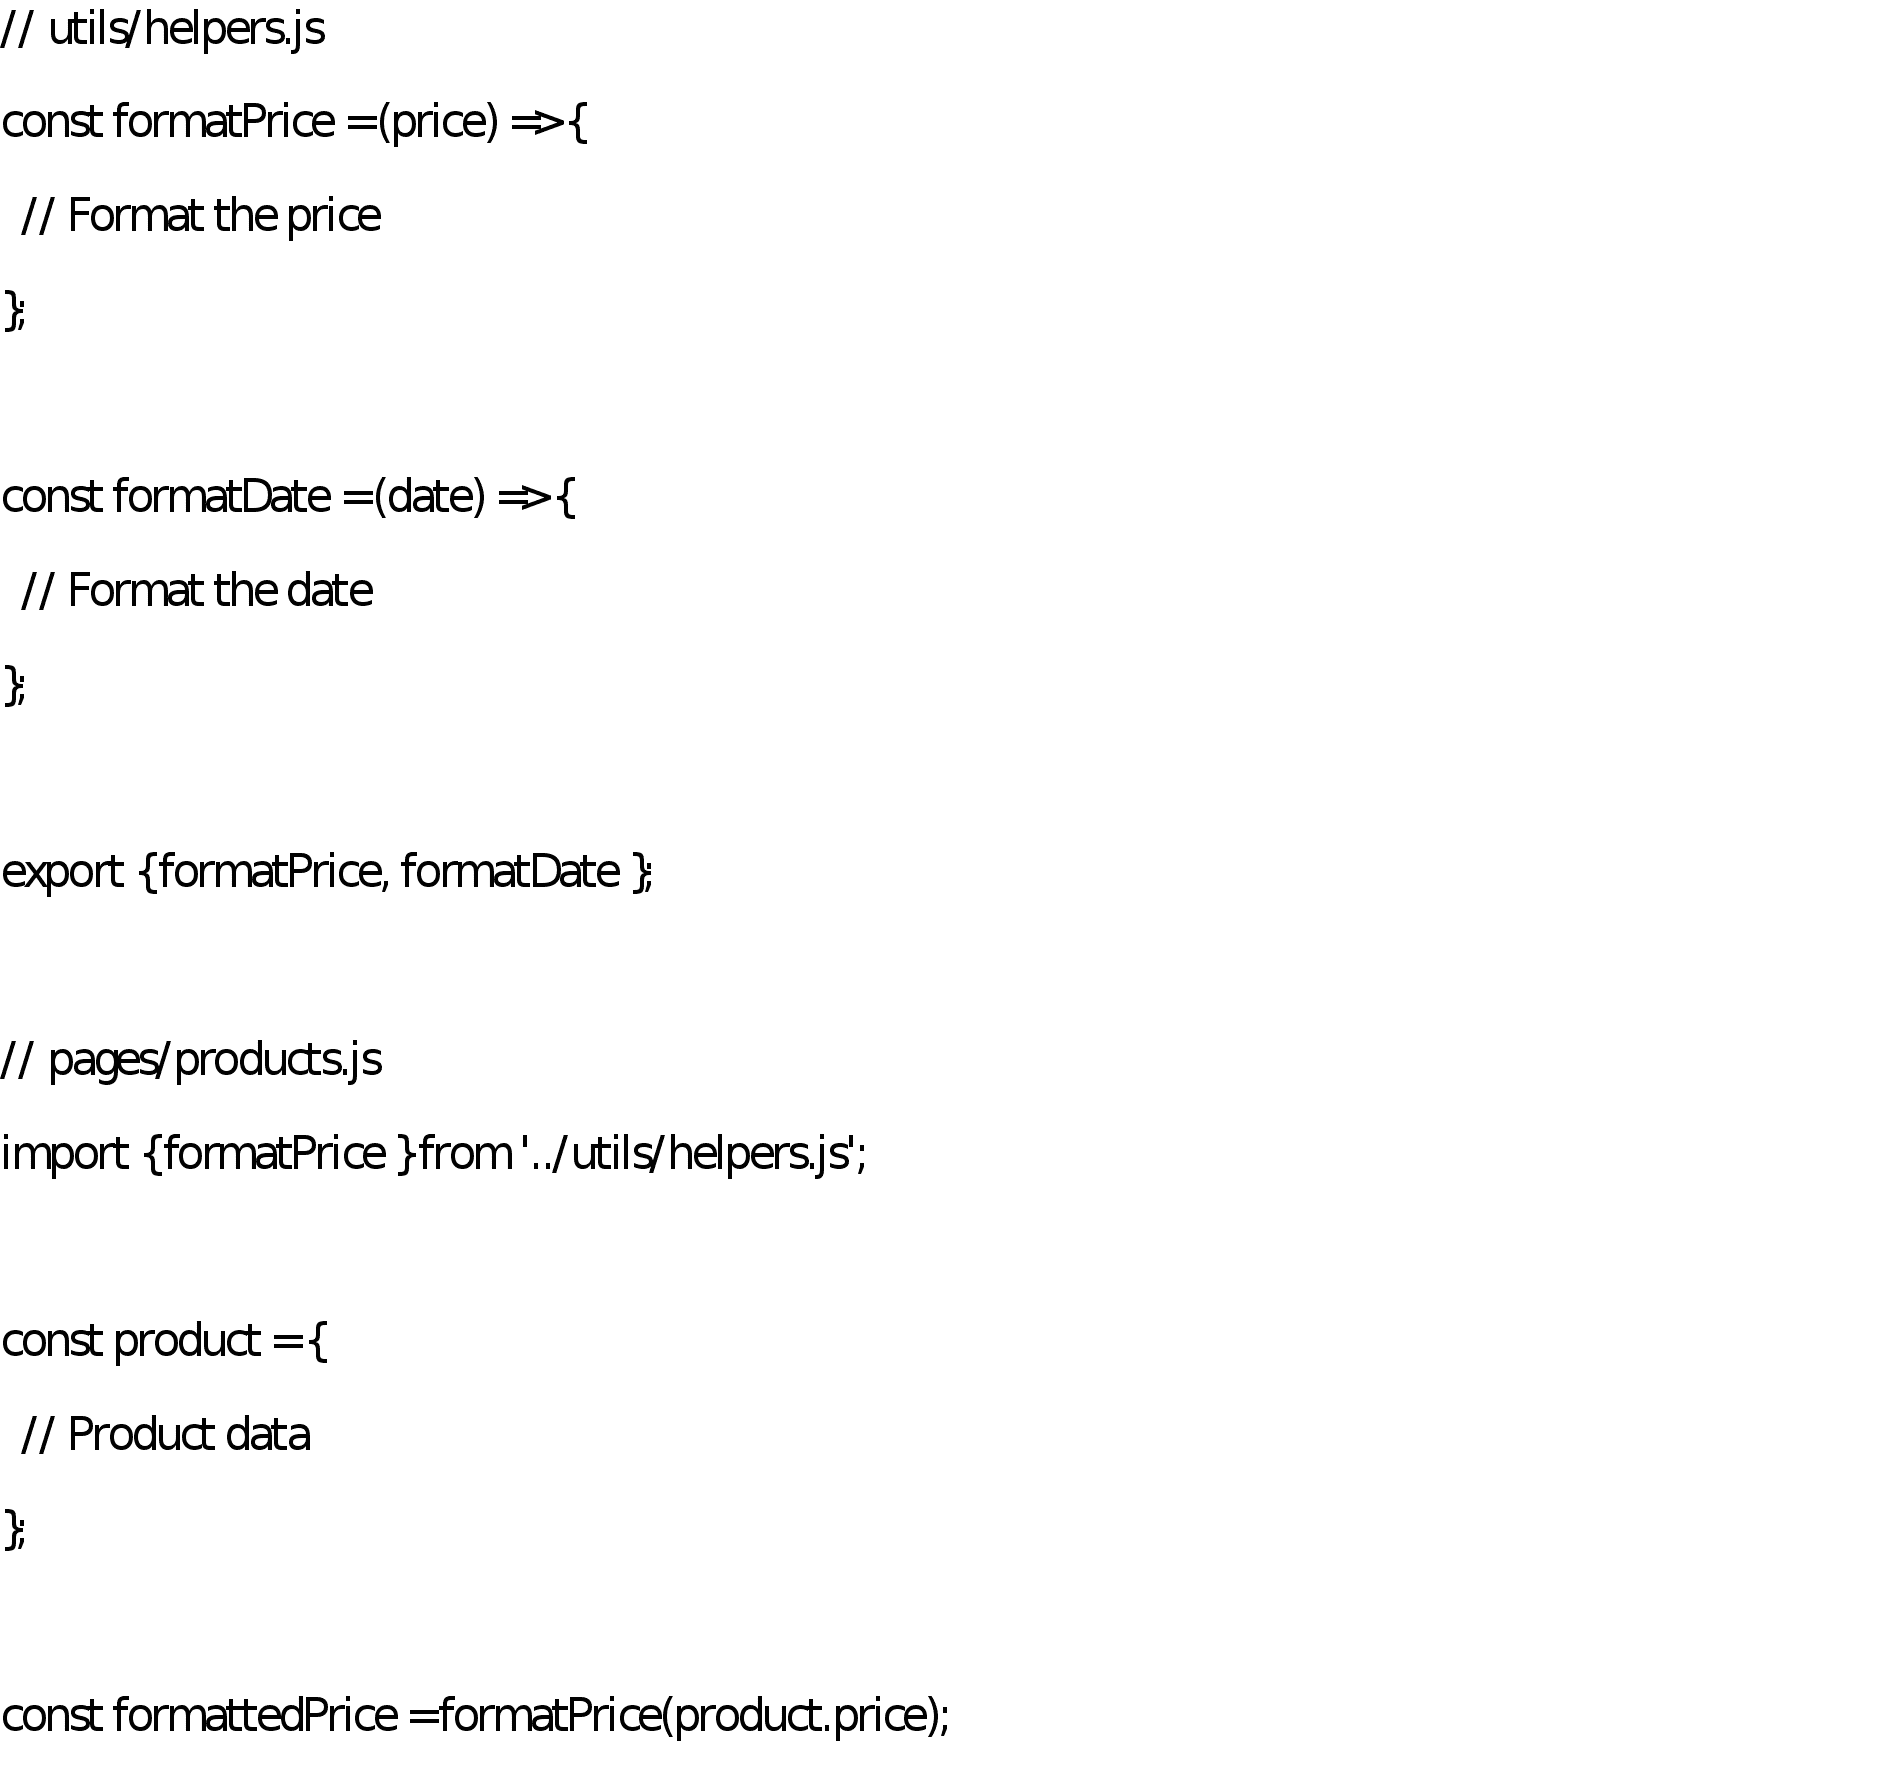 // utils/helpers.js
const formatPrice = (price) => {
  // Format the price
};
const formatDate = (date) => {
  // Format the date
};
export { formatPrice, formatDate };
// pages/products.js
import { formatPrice } from '../utils/helpers.js';
const product = {
  // Product data
};
const formattedPrice = formatPrice(product.price);